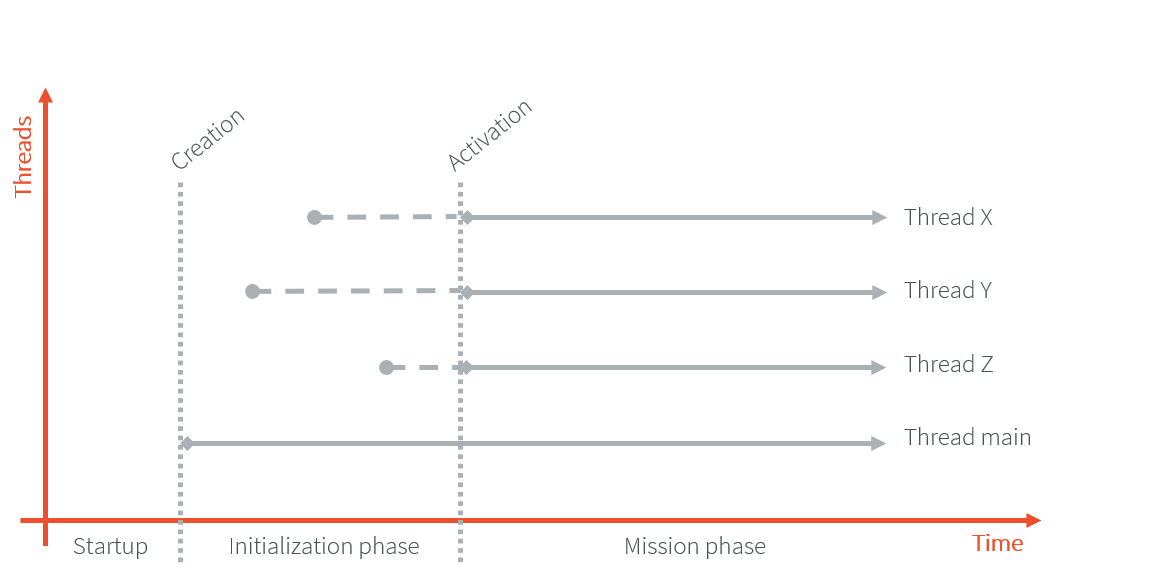 Threads
Creation
Activation
Thread X
Thread Y
Thread Z
Thread main
Startup
Initialization phase
Mission phase
Time